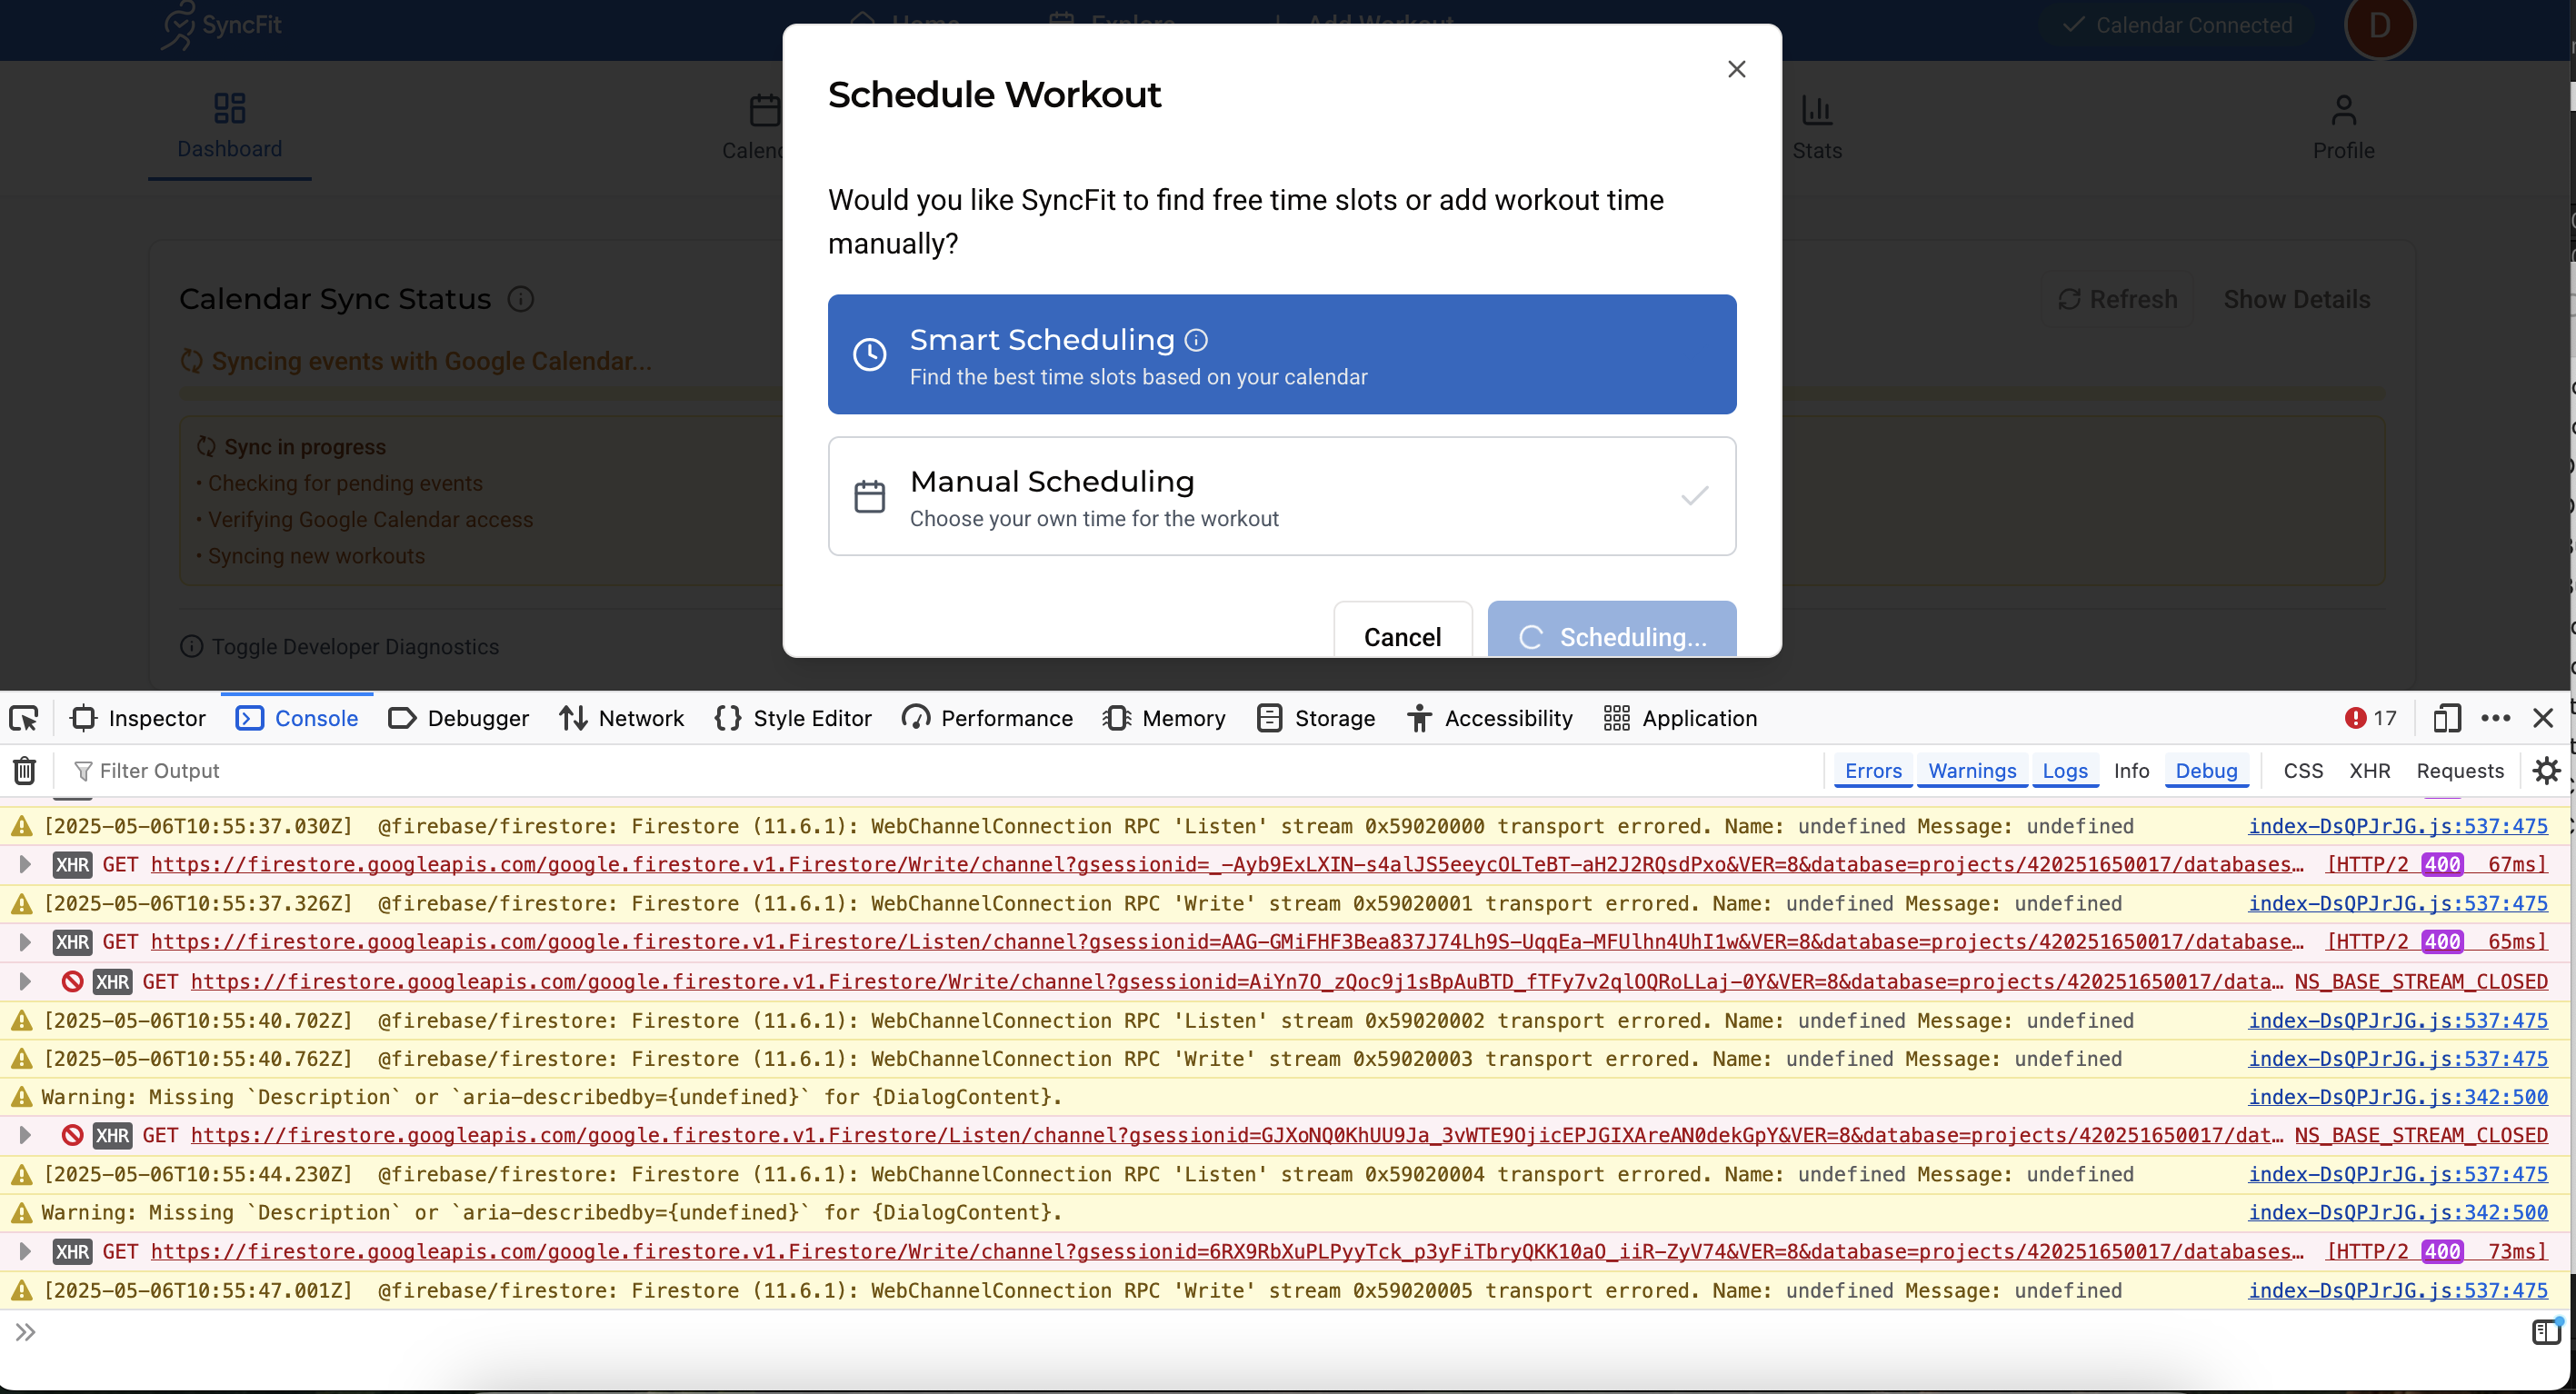 SyncFit
Home
Explore
Add Workout
Calendar Connected
D
Dashboard
Stats
Profile
Schedule Workout
Would you like SyncFit to find free time slots or add workout time
manually?
Smart Scheduling
Find the best time slots based on your calendar
Manual Scheduling
Choose your own time for the workout
Cancel
Scheduling...
Calendar Sync Status
Refresh
Show Details
Syncing events with Google Calendar...
Sync in progress
• Checking for pending events
• Verifying Google Calendar access
• Syncing new workouts
Toggle Developer Diagnostics
Inspector Console Debugger Network Style Editor Performance Memory Storage Accessibility Application 17
Filter Output Errors Warnings Logs Info Debug CSS XHR Requests
[2025-05-06T10:55:37.030Z] @firebase/firestore: Firestore (11.6.1): WebChannelConnection RPC 'Listen' stream 0x59020000 transport errored. Name: undefined Message: undefined index-DsQPJrJG.js:537:475
XHR GET https://firestore.googleapis.com/google.firestore.v1.Firestore/Write/channel?gsessionid=_-Ayb9ExLXIN-s4alJS5eeycOLTeBT-aH2J2RQsdPxo&VER=8&database=projects/420251650017/databases… [HTTP/2 400 67ms]
[2025-05-06T10:55:37.326Z] @firebase/firestore: Firestore (11.6.1): WebChannelConnection RPC 'Write' stream 0x59020001 transport errored. Name: undefined Message: undefined index-DsQPJrJG.js:537:475
XHR GET https://firestore.googleapis.com/google.firestore.v1.Firestore/Listen/channel?gsessionid=AAG-GMiFHF3Bea837J74Lh9S-UqqEa-MFUlhn4UhI1w&VER=8&database=projects/420251650017/database… [HTTP/2 400 65ms]
XHR GET https://firestore.googleapis.com/google.firestore.v1.Firestore/Write/channel?gsessionid=AiYn7O_zQoc9j1sBpAuBTD_fTFy7v2qlOQRoLLaj-0Y&VER=8&database=projects/420251650017/data… NS_BASE_STREAM_CLOSED
[2025-05-06T10:55:40.702Z] @firebase/firestore: Firestore (11.6.1): WebChannelConnection RPC 'Listen' stream 0x59020002 transport errored. Name: undefined Message: undefined index-DsQPJrJG.js:537:475
[2025-05-06T10:55:40.762Z] @firebase/firestore: Firestore (11.6.1): WebChannelConnection RPC 'Write' stream 0x59020003 transport errored. Name: undefined Message: undefined index-DsQPJrJG.js:537:475
Warning: Missing `Description` or `aria-describedby={undefined}` for {DialogContent}. index-DsQPJrJG.js:342:500
XHR GET https://firestore.googleapis.com/google.firestore.v1.Firestore/Listen/channel?gsessionid=GJXoNQ0KhUU9Ja_3vWTE9OjicEPJGIXAreAN0dekGpY&VER=8&database=projects/420251650017/dat… NS_BASE_STREAM_CLOSED
[2025-05-06T10:55:44.230Z] @firebase/firestore: Firestore (11.6.1): WebChannelConnection RPC 'Listen' stream 0x59020004 transport errored. Name: undefined Message: undefined index-DsQPJrJG.js:537:475
Warning: Missing `Description` or `aria-describedby={undefined}` for {DialogContent}. index-DsQPJrJG.js:342:500
XHR GET https://firestore.googleapis.com/google.firestore.v1.Firestore/Write/channel?gsessionid=6RX9RbXuPLPyyTck_p3yFiTbryQKK10aO_iiR-ZyV74&VER=8&database=projects/420251650017/databases… [HTTP/2 400 73ms]
[2025-05-06T10:55:47.001Z] @firebase/firestore: Firestore (11.6.1): WebChannelConnection RPC 'Write' stream 0x59020005 transport errored. Name: undefined Message: undefined index-DsQPJrJG.js:537:475